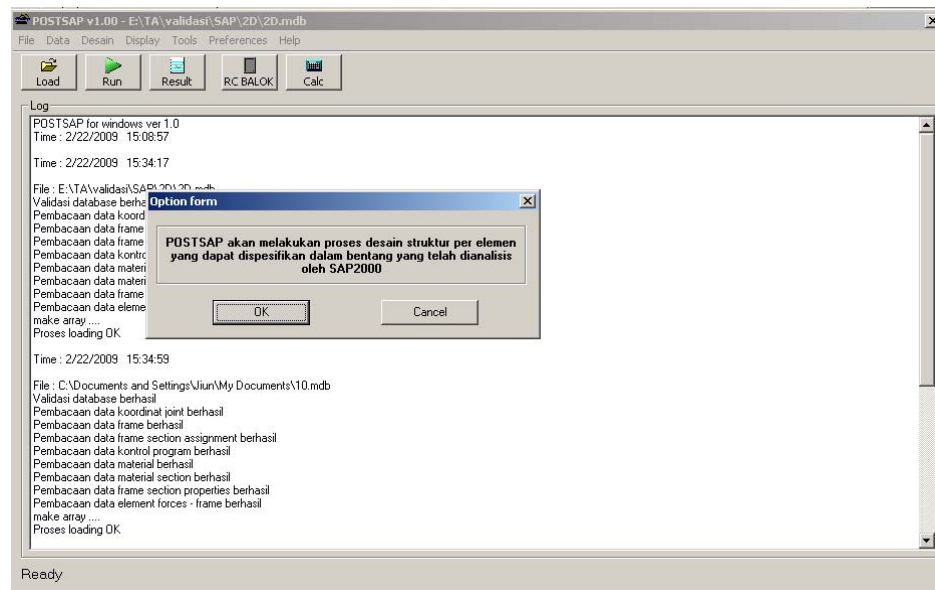 POSTSAP v1.00 - E:\TA\validasi\SAP\2D\2D.mdb
File Data Desain Display Tools Preferences Help
Load Run Result RC BALOK Calc
Log
POSTSAP for windows ver 1.0
Time : 2/22/2009 15:08:57
Time : 2/22/2009 15:34:17
File : E:\TA\validasi\SAP\2D\2D.mdb
Validasi database berha
Pembacaan data koord
Pembacaan data frame
Pembacaan data frame
Pembacaan data kontro
Pembacaan data materi
Pembacaan data materi
Pembacaan data frame
Pembacaan data eleme
make array ....
Proses loading OK
Option form
POSTSAP akan melakukan proses desain struktur per elemen
yang dapat dispesifikan dalam bentang yang telah dianalisis
oleh SAP2000
OK Cancel
Time : 2/22/2009 15:34:59
File : C:\Documents and Settings\Jiun\My Documents\10.mdb
Validasi database berhasil
Pembacaan data koordinat joint berhasil
Pembacaan data frame berhasil
Pembacaan data frame section assignment berhasil
Pembacaan data kontrol program berhasil
Pembacaan data material berhasil
Pembacaan data material section berhasil
Pembacaan data frame section properties berhasil
Pembacaan data element forces - frame berhasil
make array ....
Proses loading OK
Ready